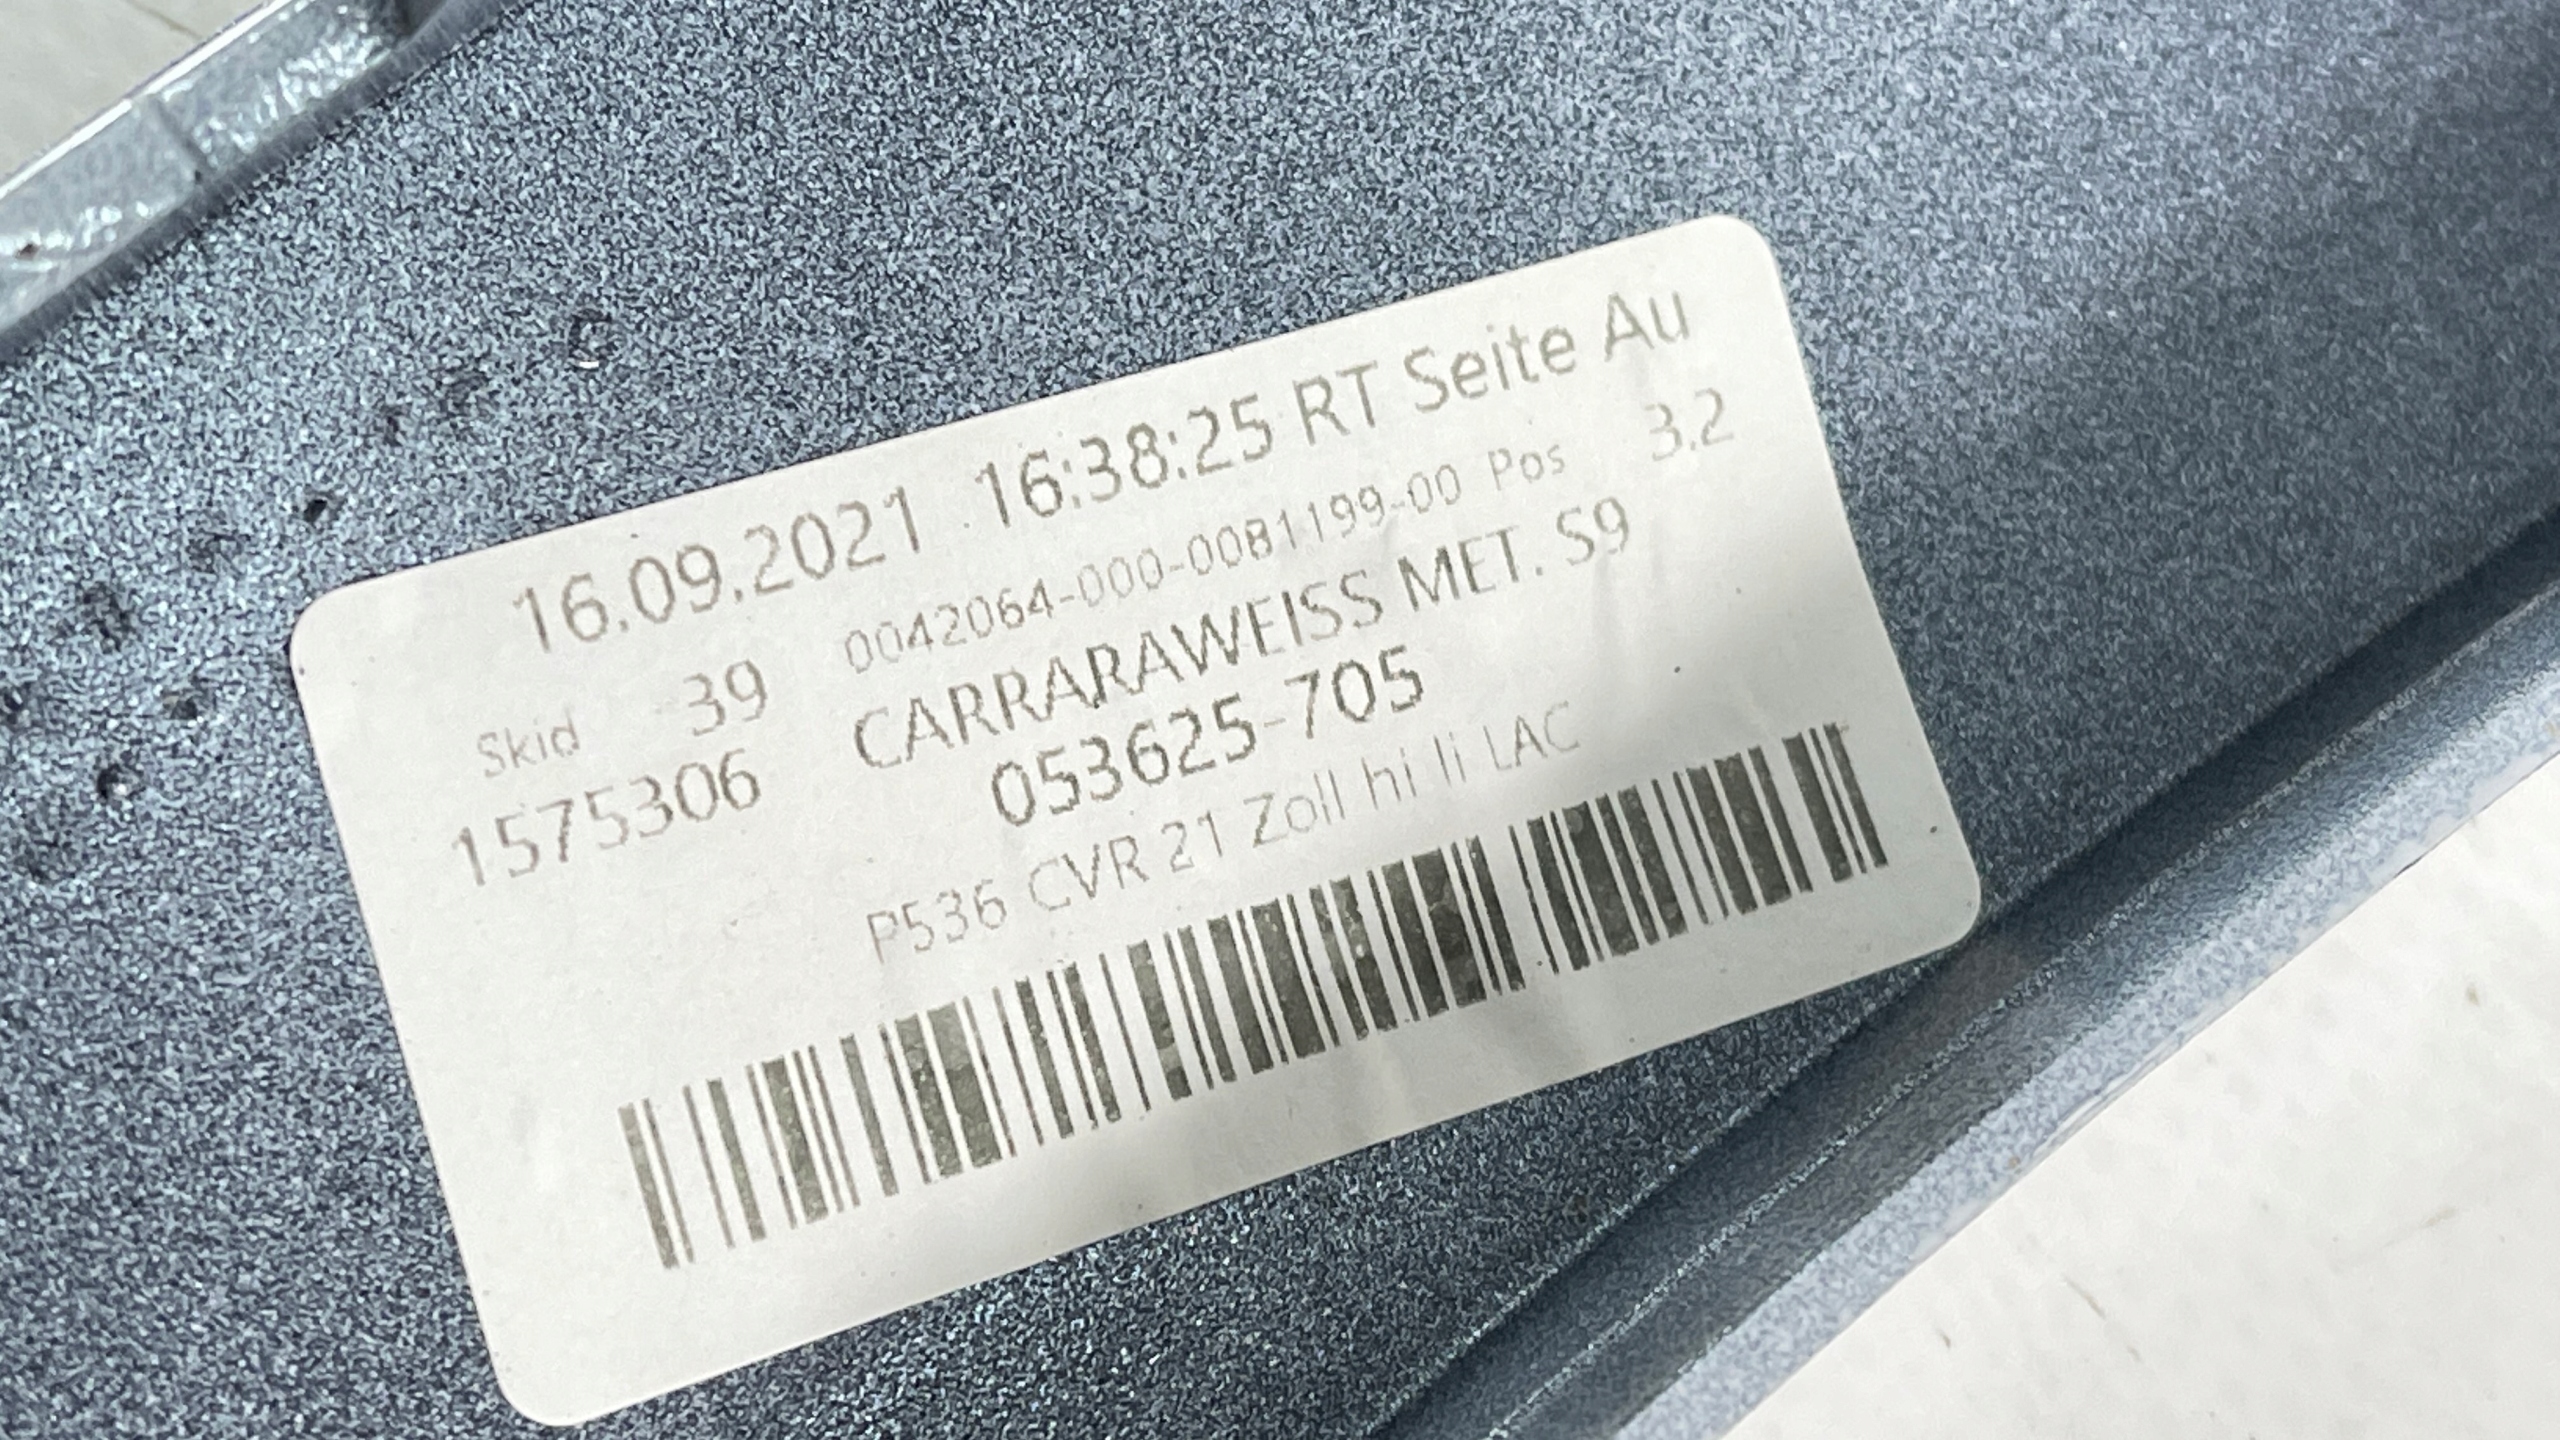 16.09.2021 16:38:25 RT Seite Au
Skid 39 0042064-000-0081199-00 Pos 3.2
1575306 CARRARAWEISS MET. S9
053625-705
P536 CVR 21 Zoll hi li LAC